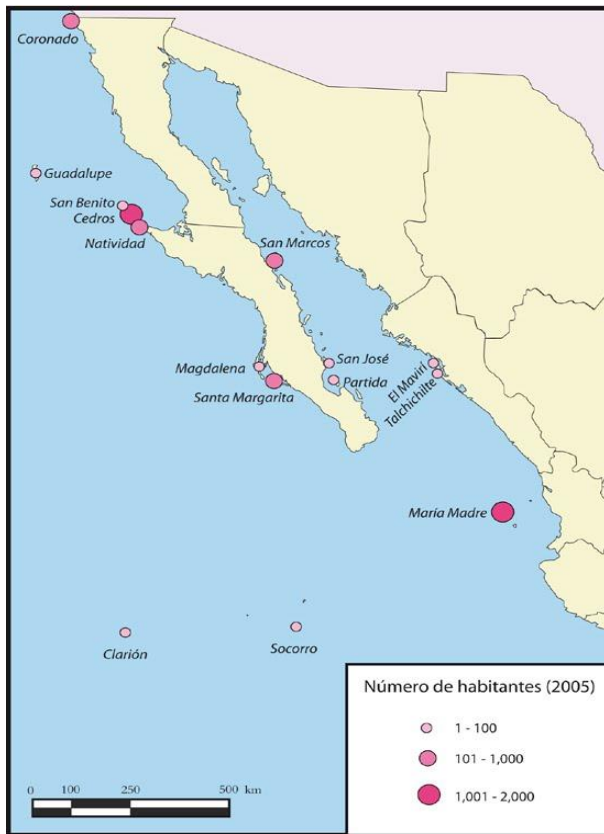 Coronado
Guadalupe
San Benito
Cedros
Natividad
San Marcos
Magdalena
San José
Partida
Santa Margarita
El Maviri
Talchichilte
María Madre
Clarión
Socorro
Número de habitantes (2005)
1 - 100
101 - 1,000
1,001 - 2,000
0 100 250 500 km